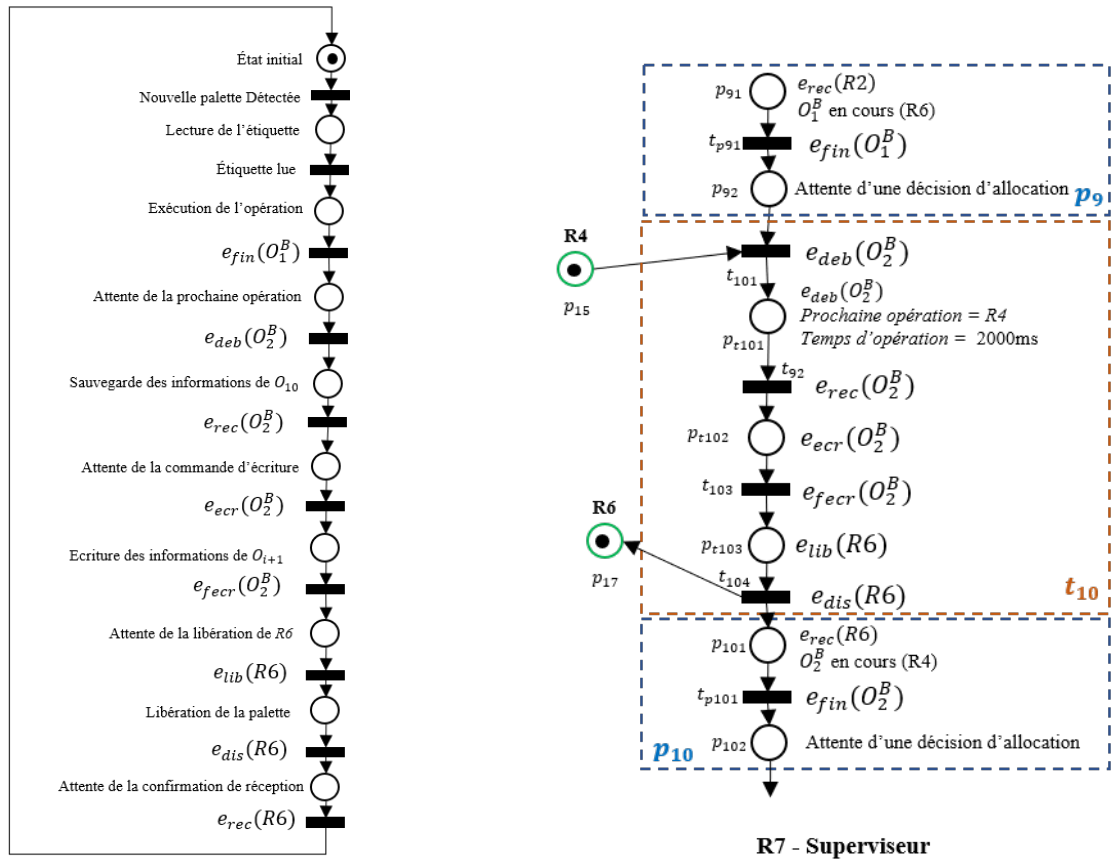 État initial
Nouvelle palette Détectée
Lecture de l'étiquette
Étiquette lue
Exécution de l'opération
e_fin(O_1^B)
Attente de la prochaine opération
e_deb(O_2^B)
Sauvegarde des informations de O_10
e_rec(O_2^B)
Attente de la commande d'écriture
e_ecr(O_2^B)
Ecriture des informations de O_{i+1}
e_fecr(O_2^B)
Attente de la libération de R6
e_lib(R6)
Libération de la palette
e_dis(R6)
Attente de la confirmation de réception
e_rec(R6)
p_91
e_rec(R2)
O_1^B en cours (R6)
t_p91
e_fin(O_1^B)
p_92
Attente d'une décision d'allocation
p_9
R4
p_15
e_deb(O_2^B)
t_101
e_deb(O_2^B)
Prochaine opération = R4
Temps d'opération = 2000ms
p_t101
t_92
e_rec(O_2^B)
p_t102
e_ecr(O_2^B)
t_103
e_fecr(O_2^B)
R6
p_17
p_t103
e_lib(R6)
t_104
e_dis(R6)
t_10
p_101
e_rec(R6)
O_2^B en cours (R4)
t_p101
e_fin(O_2^B)
p_102
Attente d'une décision d'allocation
p_10
R7 - Superviseur